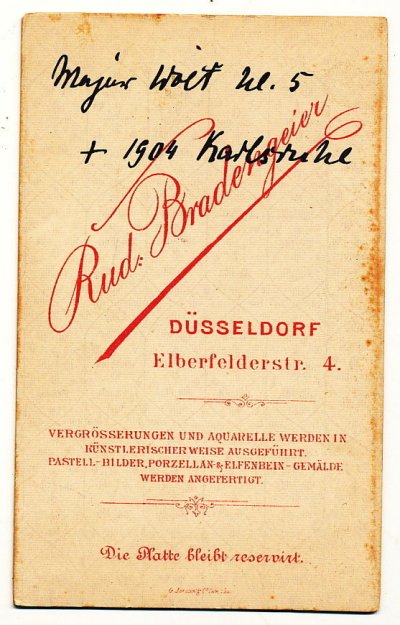 Major Wolf Ul. 5
+ 1904 Karlsruhe
Rud. Bradengeier
DÜSSELDORF
Elberfelderstr. 4.
VERGRÖSSERUNGEN UND AQUARELLE WERDEN IN
KÜNSTLERISCHER WEISE AUSGEFÜHRT.
PASTELL-BILDER, PORZELLAN-& ELFENBEIN-GEMÄLDE
WERDEN ANGEFERTIGT.
Die Platte bleibt reservirt.